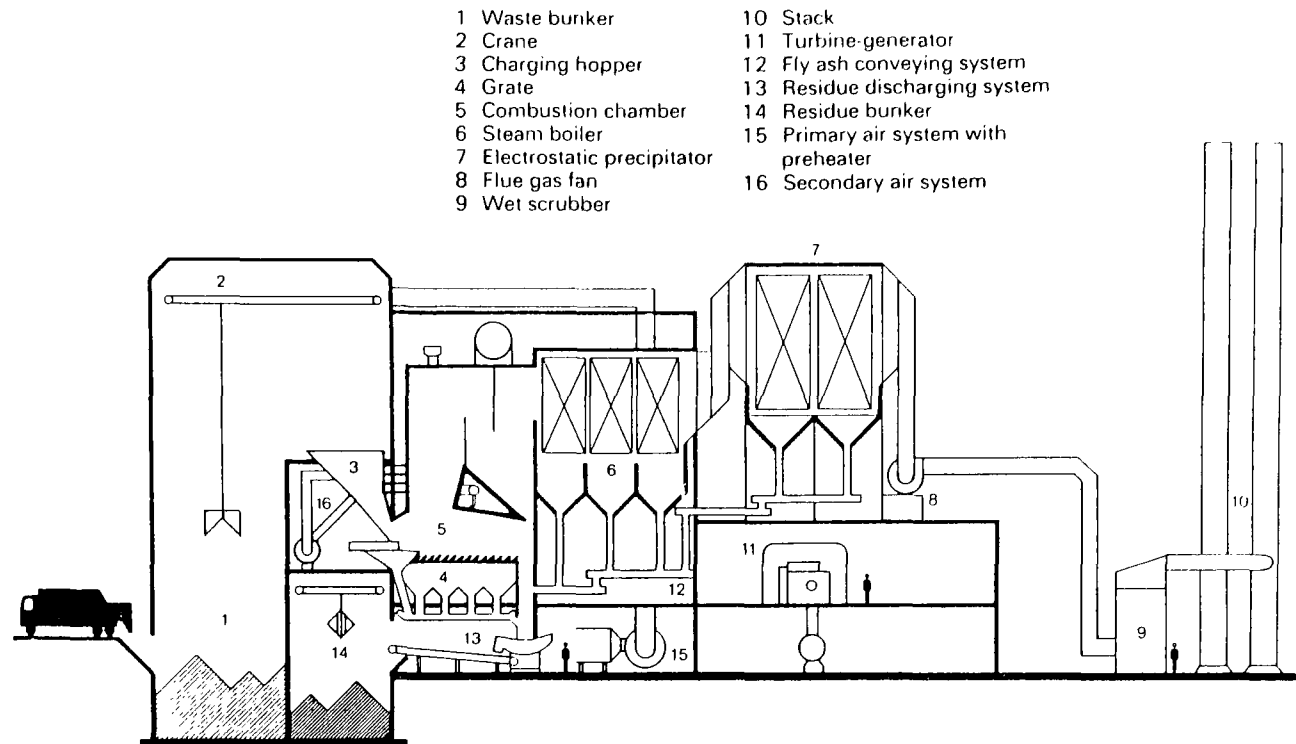 1 Waste bunker
2 Crane
3 Charging hopper
4 Grate
5 Combustion chamber
6 Steam boiler
7 Electrostatic precipitator
8 Flue gas fan
9 Wet scrubber
10 Stack
11 Turbine-generator
12 Fly ash conveying system
13 Residue discharging system
14 Residue bunker
15 Primary air system with
preheater
16 Secondary air system
7
2
3
6
16
8
10
5
11
4
12
1
13
9
14
15